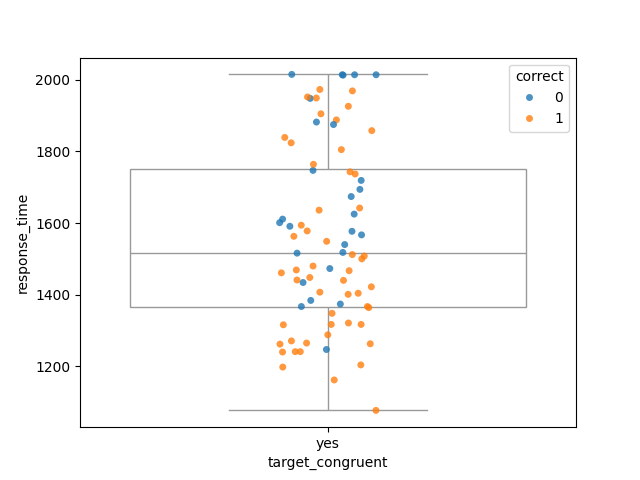 correct
0
1
2000
1800
1600
1400
1200
response_time
yes
target_congruent